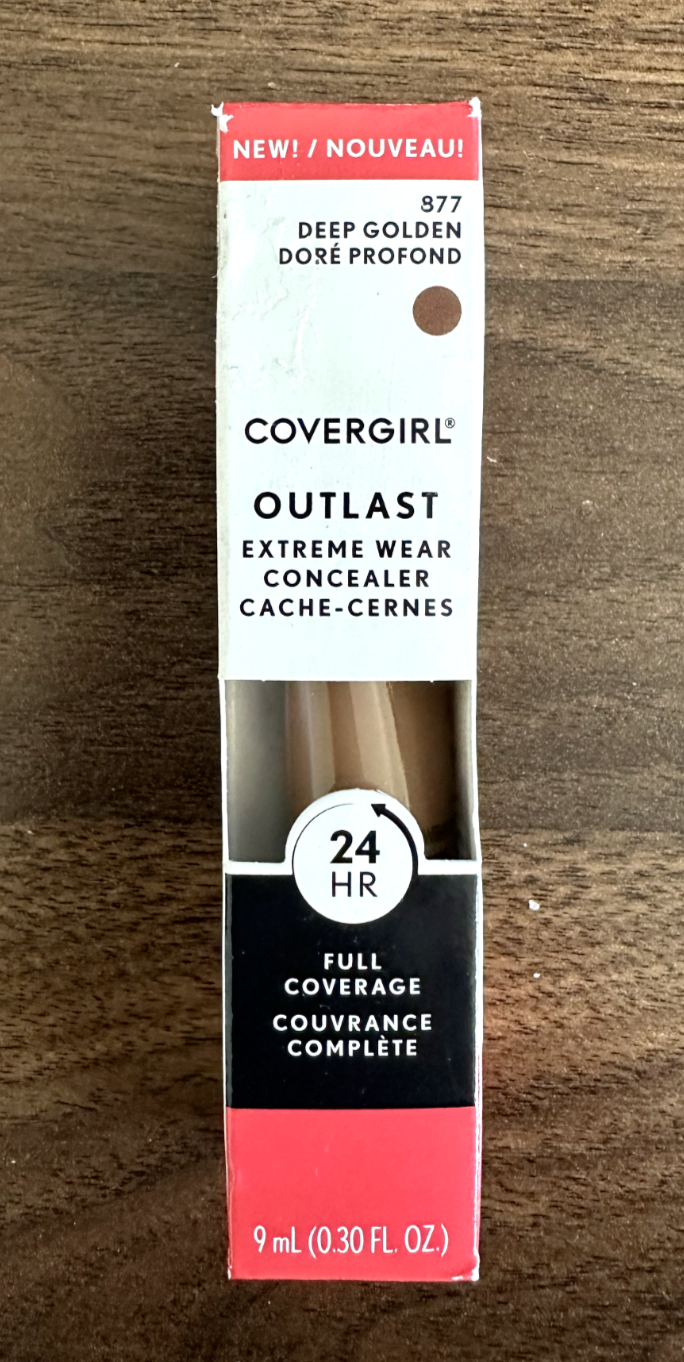 NEW! / NOUVEAU!
877
DEEP GOLDEN
DORÉ PROFOND
COVERGIRL®
OUTLAST
EXTREME WEAR
CONCEALER
CACHE-CERNES
24
HR
FULL
COVERAGE
COUVRANCE
COMPLÈTE
9 mL (0.30 FL. OZ.)